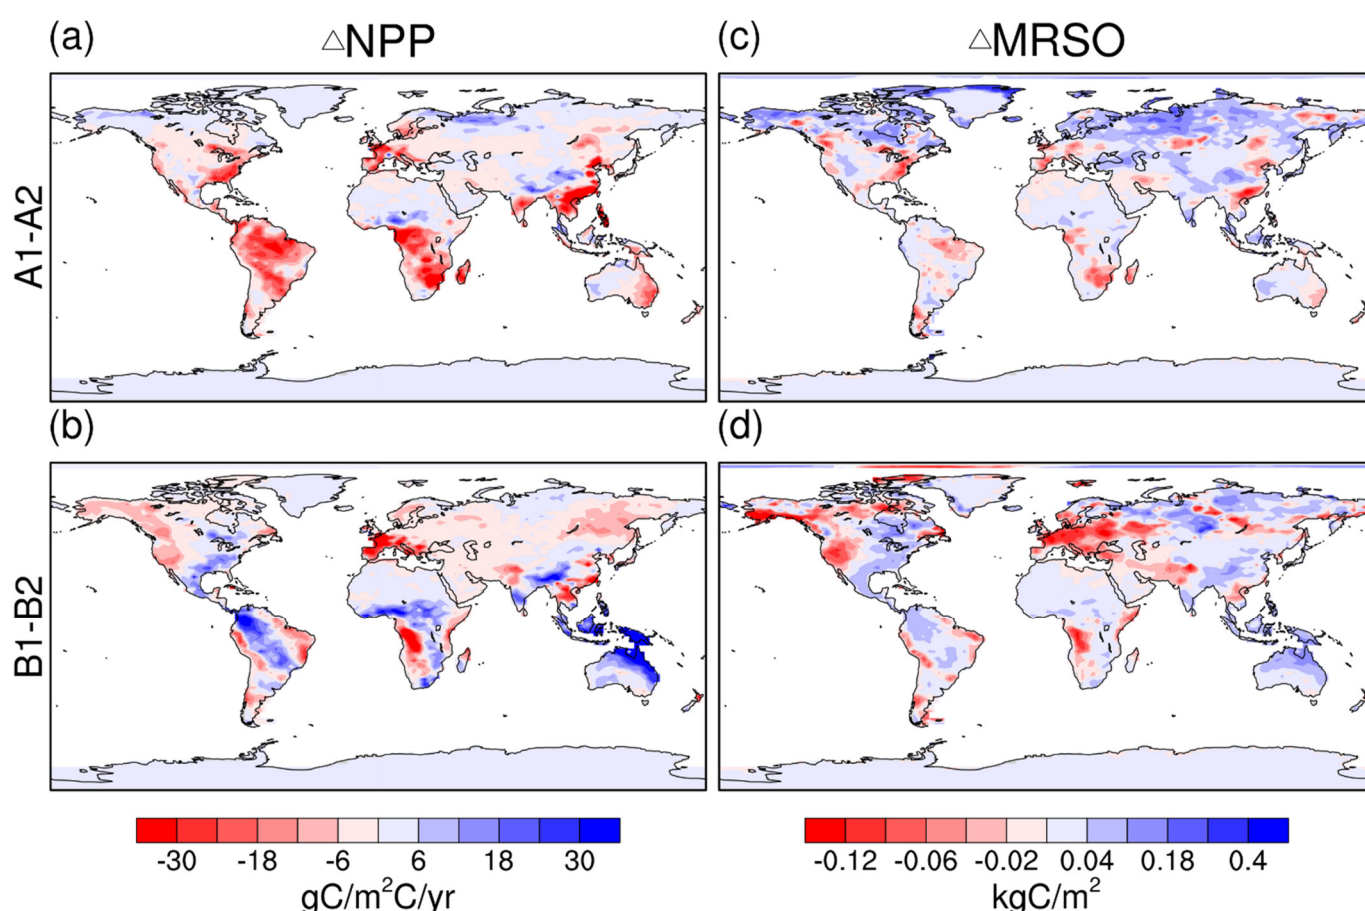 (a) △NPP
(c) △MRSO
A1-A2
(b)
(d)
B1-B2
-30 -18 -6 6 18 30
gC/m²C/yr
-0.12 -0.06 -0.02 0.04 0.18 0.4
kgC/m²